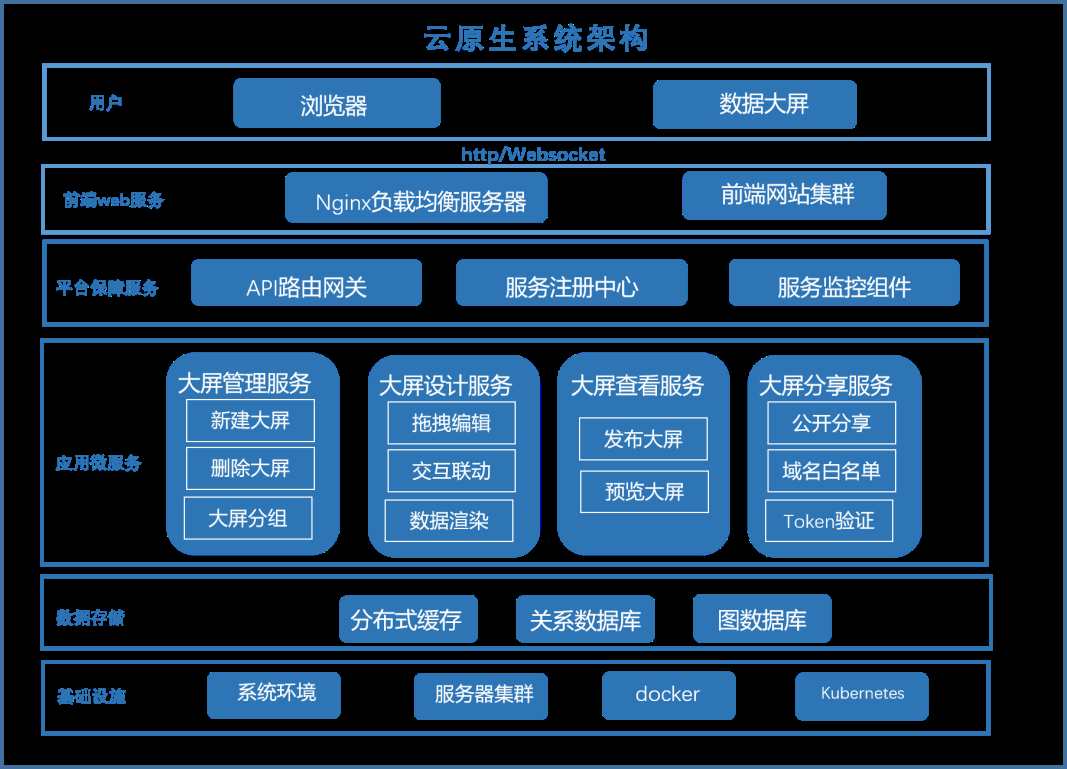 云原生系统架构
用户
浏览器
数据大屏
http/Websocket
前端web服务
Nginx负载均衡服务器
前端网站集群
平台保障服务
API路由网关
服务注册中心
服务监控组件
应用微服务
大屏管理服务
新建大屏
删除大屏
大屏分组
大屏设计服务
拖拽编辑
交互联动
数据渲染
大屏查看服务
发布大屏
预览大屏
大屏分享服务
公开分享
域名白名单
Token验证
数据存储
分布式缓存
关系数据库
图数据库
基础设施
系统环境
服务器集群
docker
Kubernetes